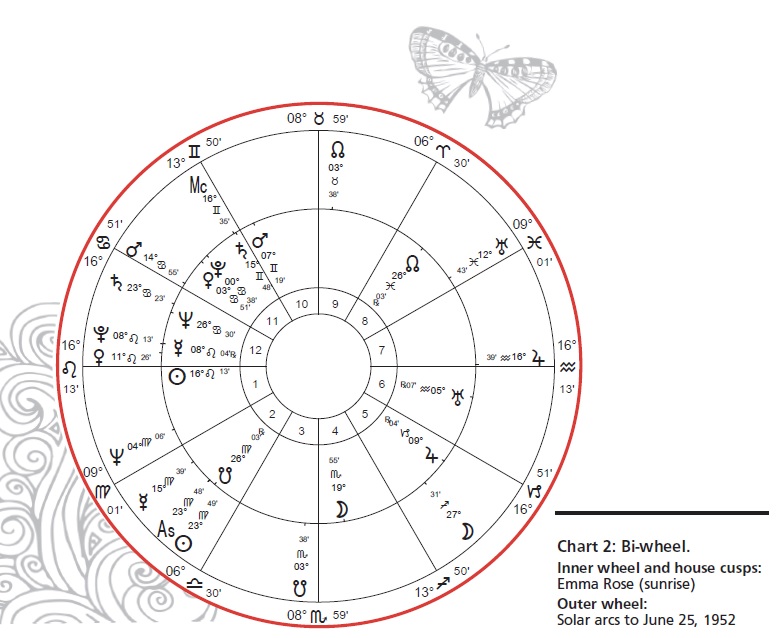 08° ♉ 59'
13° ♊ 50'
06° ♈ 30'
16° ♋ 51'
09° ♓ 01'
16° ♌ 13'
16° ♒ 13'
09° ♍ 01'
16° ♑ 51'
06° ♎ 30'
13° ♐ 50'
08° ♏ 59'
☊ 03° ♉ 38'
Mc 16° ♊ 35'
♂ 14° ♋ 55'
♄ 23° ♋ 23'
♇ 08° ♌ 13'
♀ 11° ♌ 26'
♆ 04° ♍ 06'
☿ 15° ♍ 39'
As 23° ♍ 48'
☉ 23° ♍ 49'
☋ 03° ♏ 38'
☽ 27° ♐ 31'
♃ 16° ♒ 39'
♅ 12° ♓ 43'
♂ 07° ♊ 19'
♄ 15° ♊ 48'
♇ 00° ♋ 38'
♀ 03° ♋ 51'
♆ 26° ♋ 30'
☿ 08° ♌ 04' ℞
☉ 16° ♌ 13'
☋ 26° ♍ 03' ℞
☽ 19° ♏ 55'
♃ 09° ♑ 04' ℞
♅ 05° ♒ 07' ℞
☊ 26° ♓ 03' ℞
1
2
3
4
5
6
7
8
9
10
11
12
Chart 2: Bi-wheel.
Inner wheel and house cusps:
Emma Rose (sunrise)
Outer wheel:
Solar arcs to June 25, 1952